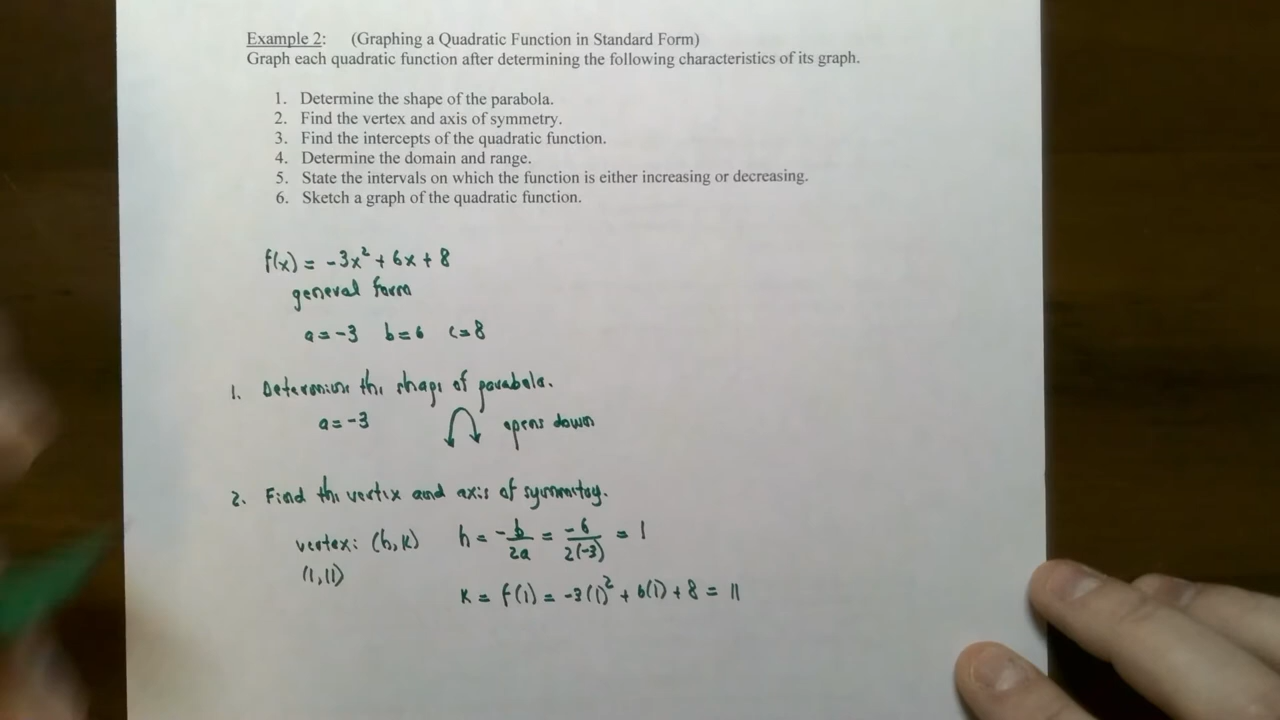 Example 2: (Graphing a Quadratic Function in Standard Form)
Graph each quadratic function after determining the following characteristics of its graph.
1. Determine the shape of the parabola.
2. Find the vertex and axis of symmetry.
3. Find the intercepts of the quadratic function.
4. Determine the domain and range.
5. State the intervals on which the function is either increasing or decreasing.
6. Sketch a graph of the quadratic function.
f(x) = -3x² + 6x + 8
general form
a = -3 b = 6 c = 8
1. Determine the shape of parabola.
a = -3 opens down
2. Find the vertex and axis of symmetry.
vertex: (h, k) h = -b/2a = -6/2(-3) = 1
(1, 11)
k = f(1) = -3(1)² + 6(1) + 8 = 11